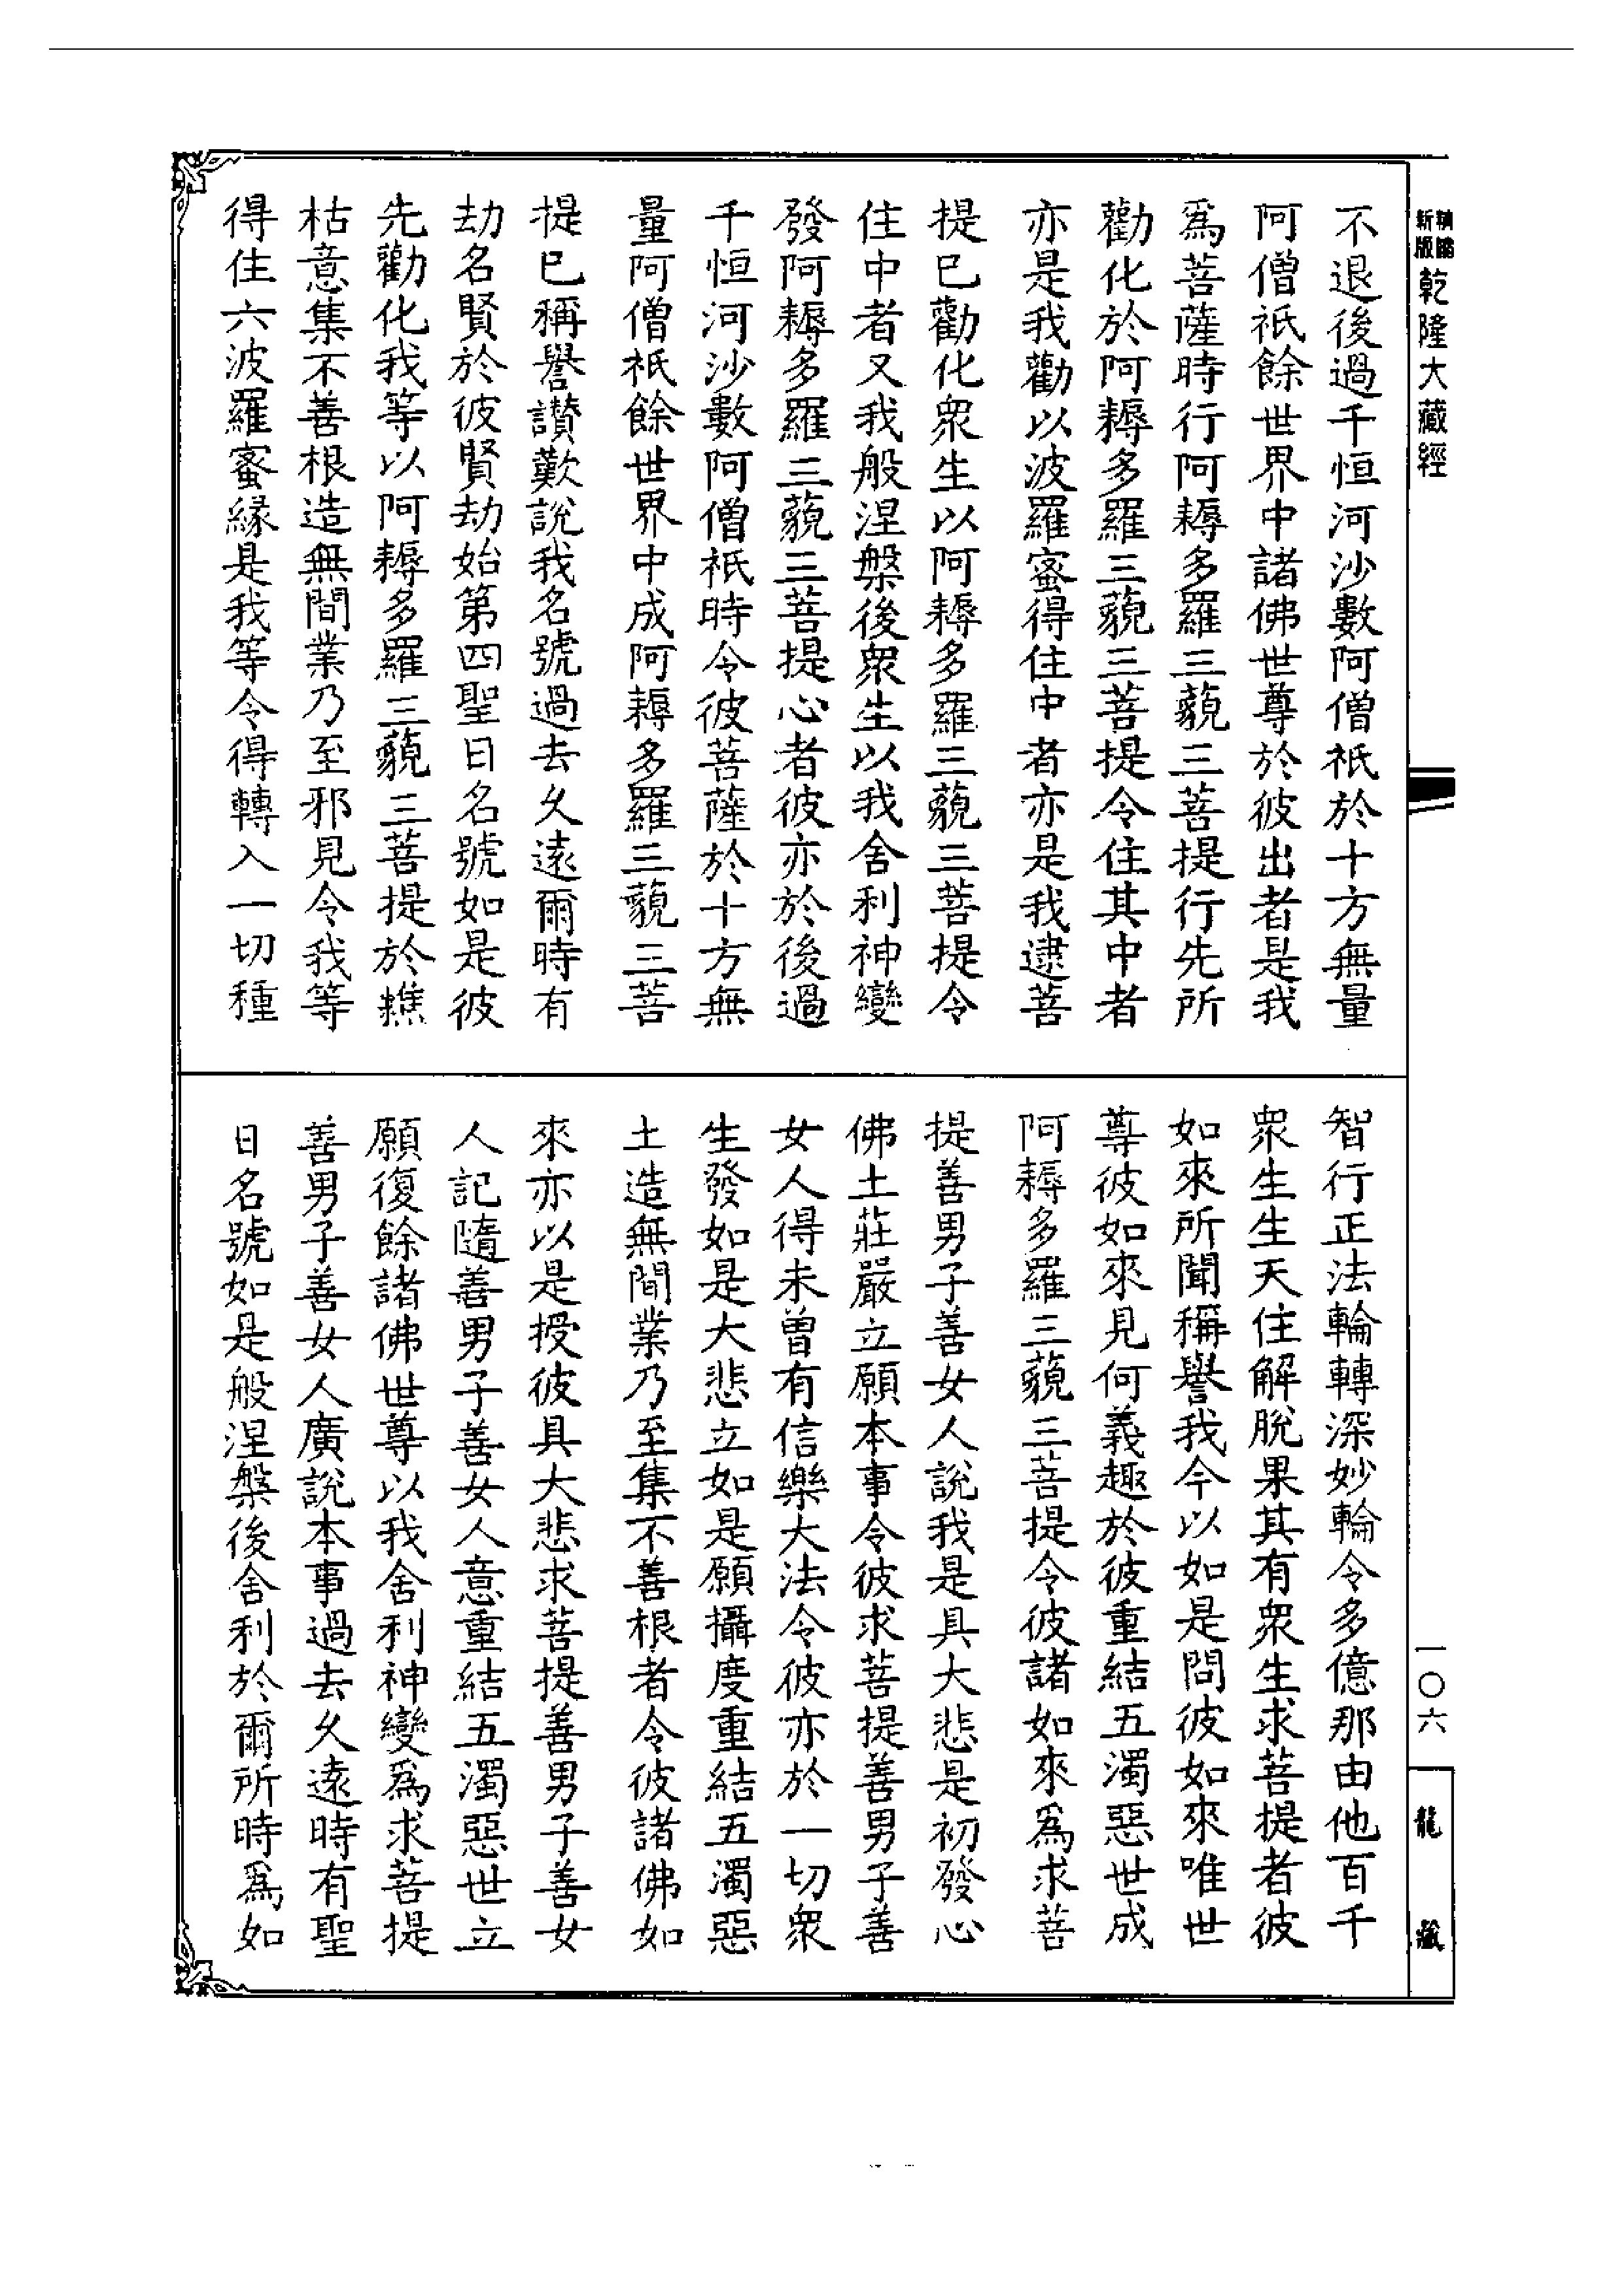 新版
精編
乾隆大藏經
不退後過千恒河沙數阿僧祇於十方無量
阿僧祇餘世界中諸佛世尊於彼出者是我
爲菩薩時行阿耨多羅三藐三菩提行先所
勸化於阿耨多羅三藐三菩提令住其中者
亦是我勸以波羅蜜得住中者亦是我逮菩
提已勸化衆生以阿耨多羅三藐三菩提令
住中者又我般涅槃後衆生以我舍利神變
發阿耨多羅三藐三菩提心者彼亦於後過
千恒河沙數阿僧祇時令彼菩薩於十方無
量阿僧祇餘世界中成阿耨多羅三藐三菩
提已稱譽讃歎說我名號過去久遠爾時有
劫名賢於彼賢劫始第四聖日名號如是彼
先勸化我等以阿耨多羅三藐三菩提於燋
枯意集不善根造無間業乃至邪見令我等
得住六波羅蜜緣是我等令得轉入一切種
智行正法輪轉深妙輪令多億那由他百千
衆生生天住解脫果其有衆生求菩提者彼
如來所聞稱譽我今以如是問彼如來唯世
尊彼如來見何義趣於彼重結五濁惡世成
阿耨多羅三藐三菩提令彼諸如來爲求菩
提善男子善女人說我是具大悲是初發心
佛土莊嚴立願本事令彼求菩提善男子善
女人得未曽有信樂大法令彼亦於一切衆
生發如是大悲立如是願攝度重結五濁惡
土造無間業乃至集不善根者令彼諸佛如
來亦以是授彼具大悲求菩提善男子善女
人記隨善男子善女人意重結五濁惡世立
願復餘諸佛世尊以我舍利神變爲求菩提
善男子善女人廣說本事過去久遠時有聖
日名號如是般涅槃後舍利於爾所時爲如
一〇六
龍藏